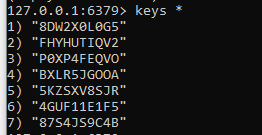 127.0.0.1:6379> keys *
1) "8DW2X0L0G5"
2) "FHYHUTIQV2"
3) "P0XP4FEQVO"
4) "BXLR5JGOOA"
5) "5KZSXV8SJR"
6) "4GUF11E1F5"
7) "87S4JS9C4B"